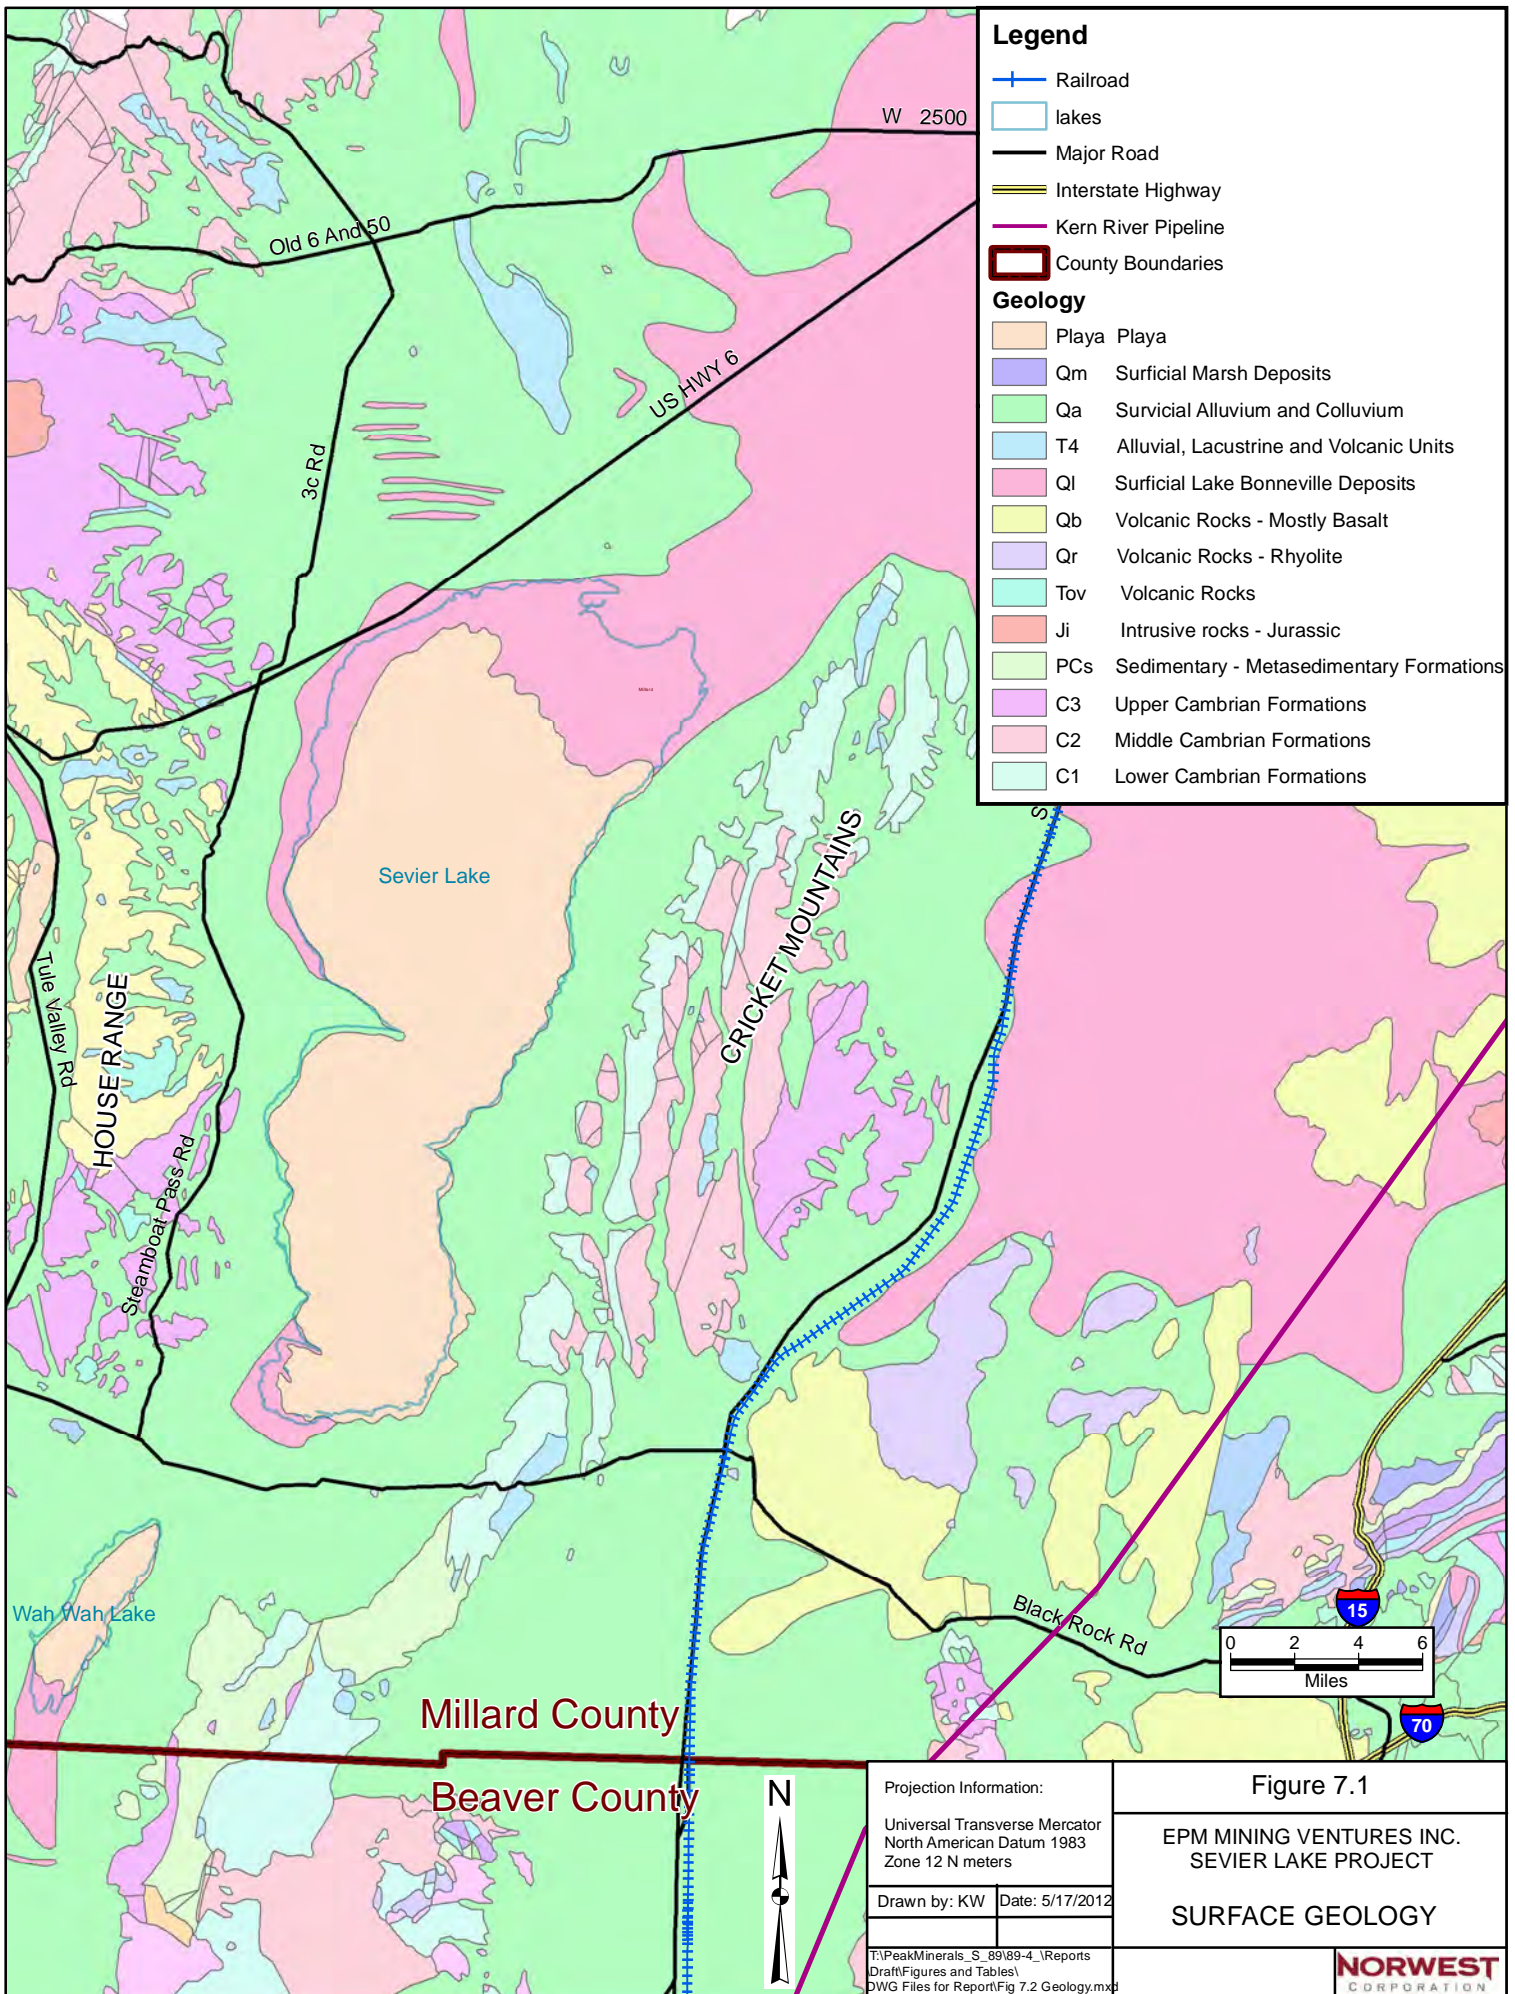 Legend
Railroad
lakes
Major Road
Interstate Highway
Kern River Pipeline
County Boundaries
Geology
Playa Playa
Qm Surficial Marsh Deposits
Qa Survicial Alluvium and Colluvium
T4 Alluvial, Lacustrine and Volcanic Units
Ql Surficial Lake Bonneville Deposits
Qb Volcanic Rocks - Mostly Basalt
Qr Volcanic Rocks - Rhyolite
Tov Volcanic Rocks
Ji Intrusive rocks - Jurassic
PCs Sedimentary - Metasedimentary Formations
C3 Upper Cambrian Formations
C2 Middle Cambrian Formations
C1 Lower Cambrian Formations
W 2500
Old 6 And 50
US HWY 6
3c Rd
Millard
S
Sevier Lake
CRICKET MOUNTAINS
Tule Valley Rd
HOUSE RANGE
Steamboat Pass Rd
Wah Wah Lake
Black Rock Rd
15
0 2 4 6
Miles
70
Millard County
Beaver County
N
Projection Information:
Universal Transverse Mercator
North American Datum 1983
Zone 12 N meters
Drawn by: KW
Date: 5/17/2012
T:\PeakMinerals_S_89\89-4_\Reports
\Draft\Figures and Tables\
DWG Files for Report\Fig 7.2 Geology.mxd
Figure 7.1
EPM MINING VENTURES INC.
SEVIER LAKE PROJECT
SURFACE GEOLOGY
NORWEST
CORPORATION